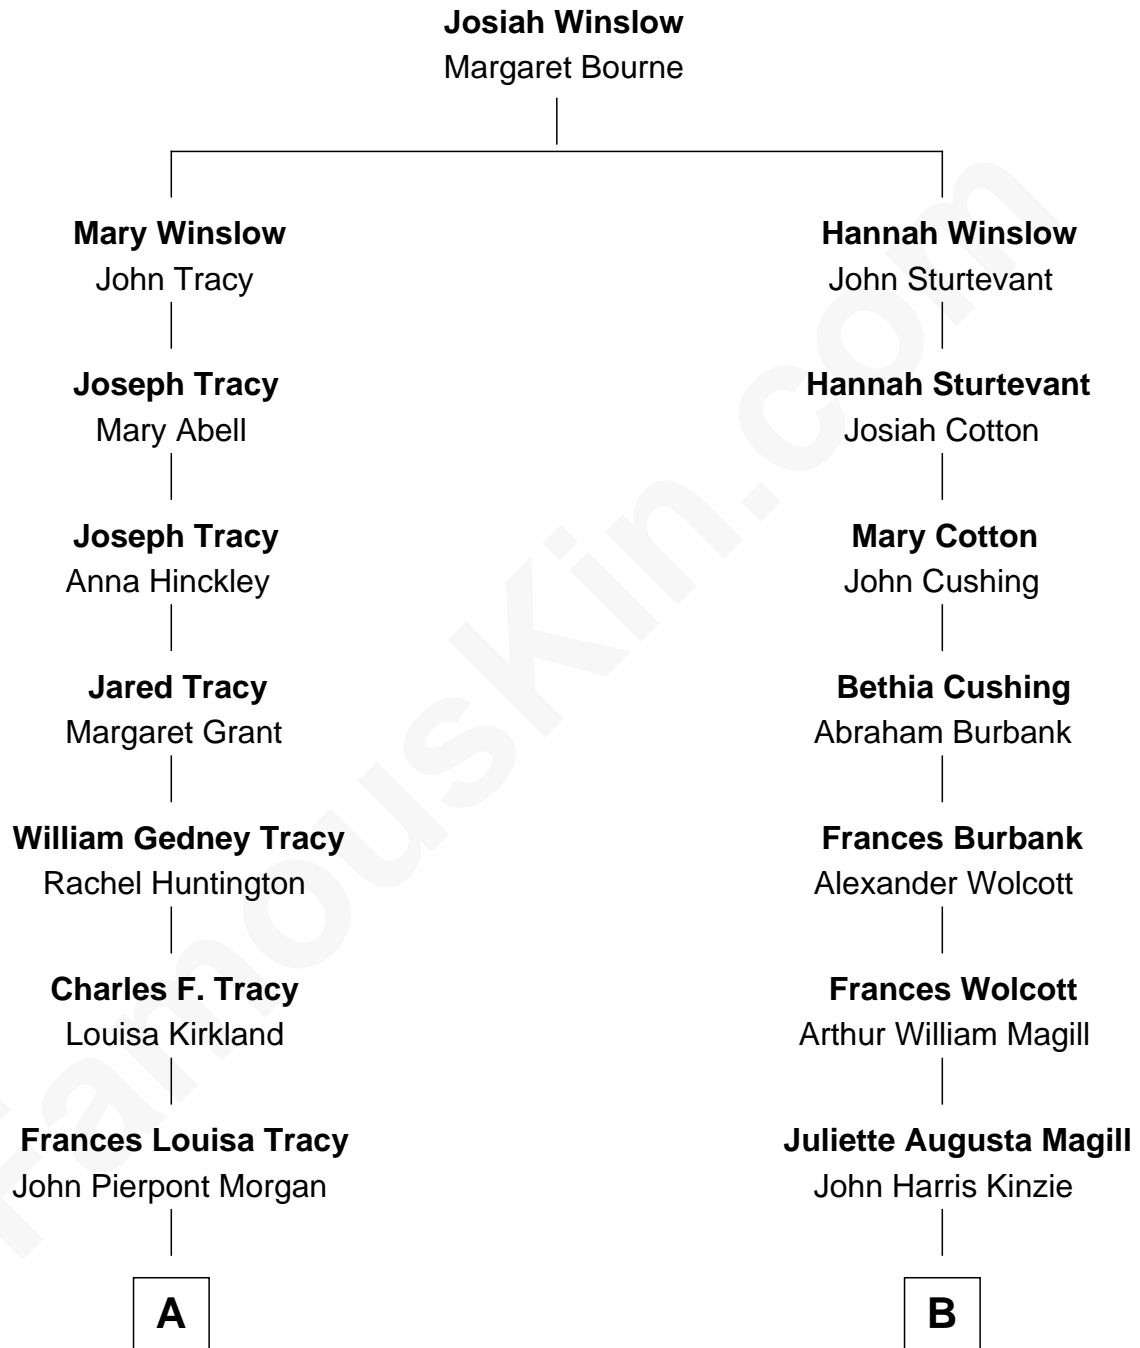 Josiah Winslow
Margaret Bourne
Mary Winslow
John Tracy
Hannah Winslow
John Sturtevant
Joseph Tracy
Mary Abell
Hannah Sturtevant
Josiah Cotton
Joseph Tracy
Anna Hinckley
Mary Cotton
John Cushing
Jared Tracy
Margaret Grant
Bethia Cushing
Abraham Burbank
William Gedney Tracy
Rachel Huntington
Frances Burbank
Alexander Wolcott
Charles F. Tracy
Louisa Kirkland
Frances Wolcott
Arthur William Magill
Frances Louisa Tracy
John Pierpont Morgan
Juliette Augusta Magill
John Harris Kinzie
A
B
FamousKin.com